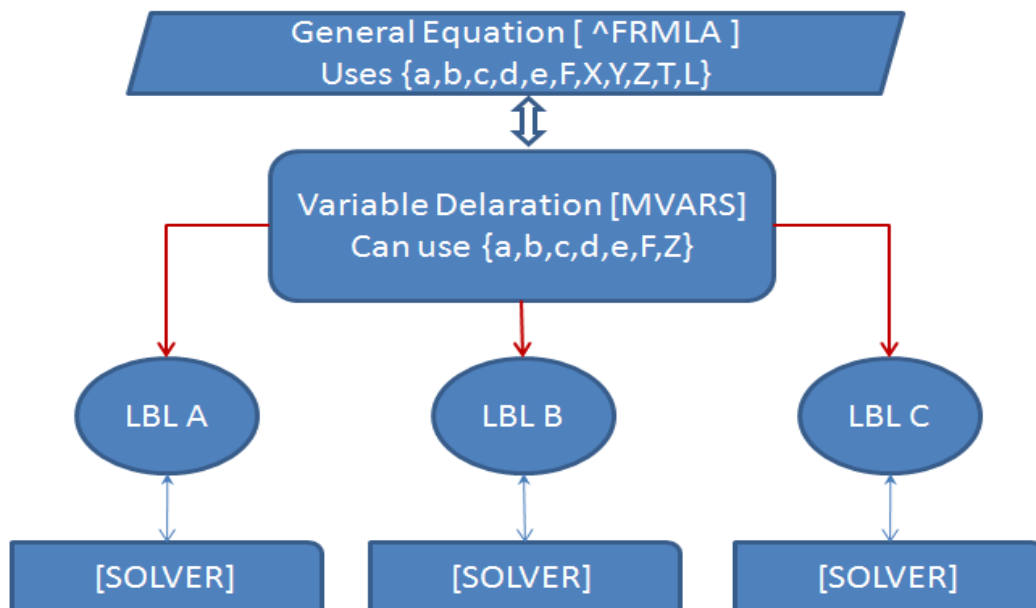 General Equation [ ^FRMLA ]
Uses {a,b,c,d,e,F,X,Y,Z,T,L}
Variable Delaration [MVARS]
Can use {a,b,c,d,e,F,Z}
LBL A
LBL B
LBL C
[SOLVER]
[SOLVER]
[SOLVER]